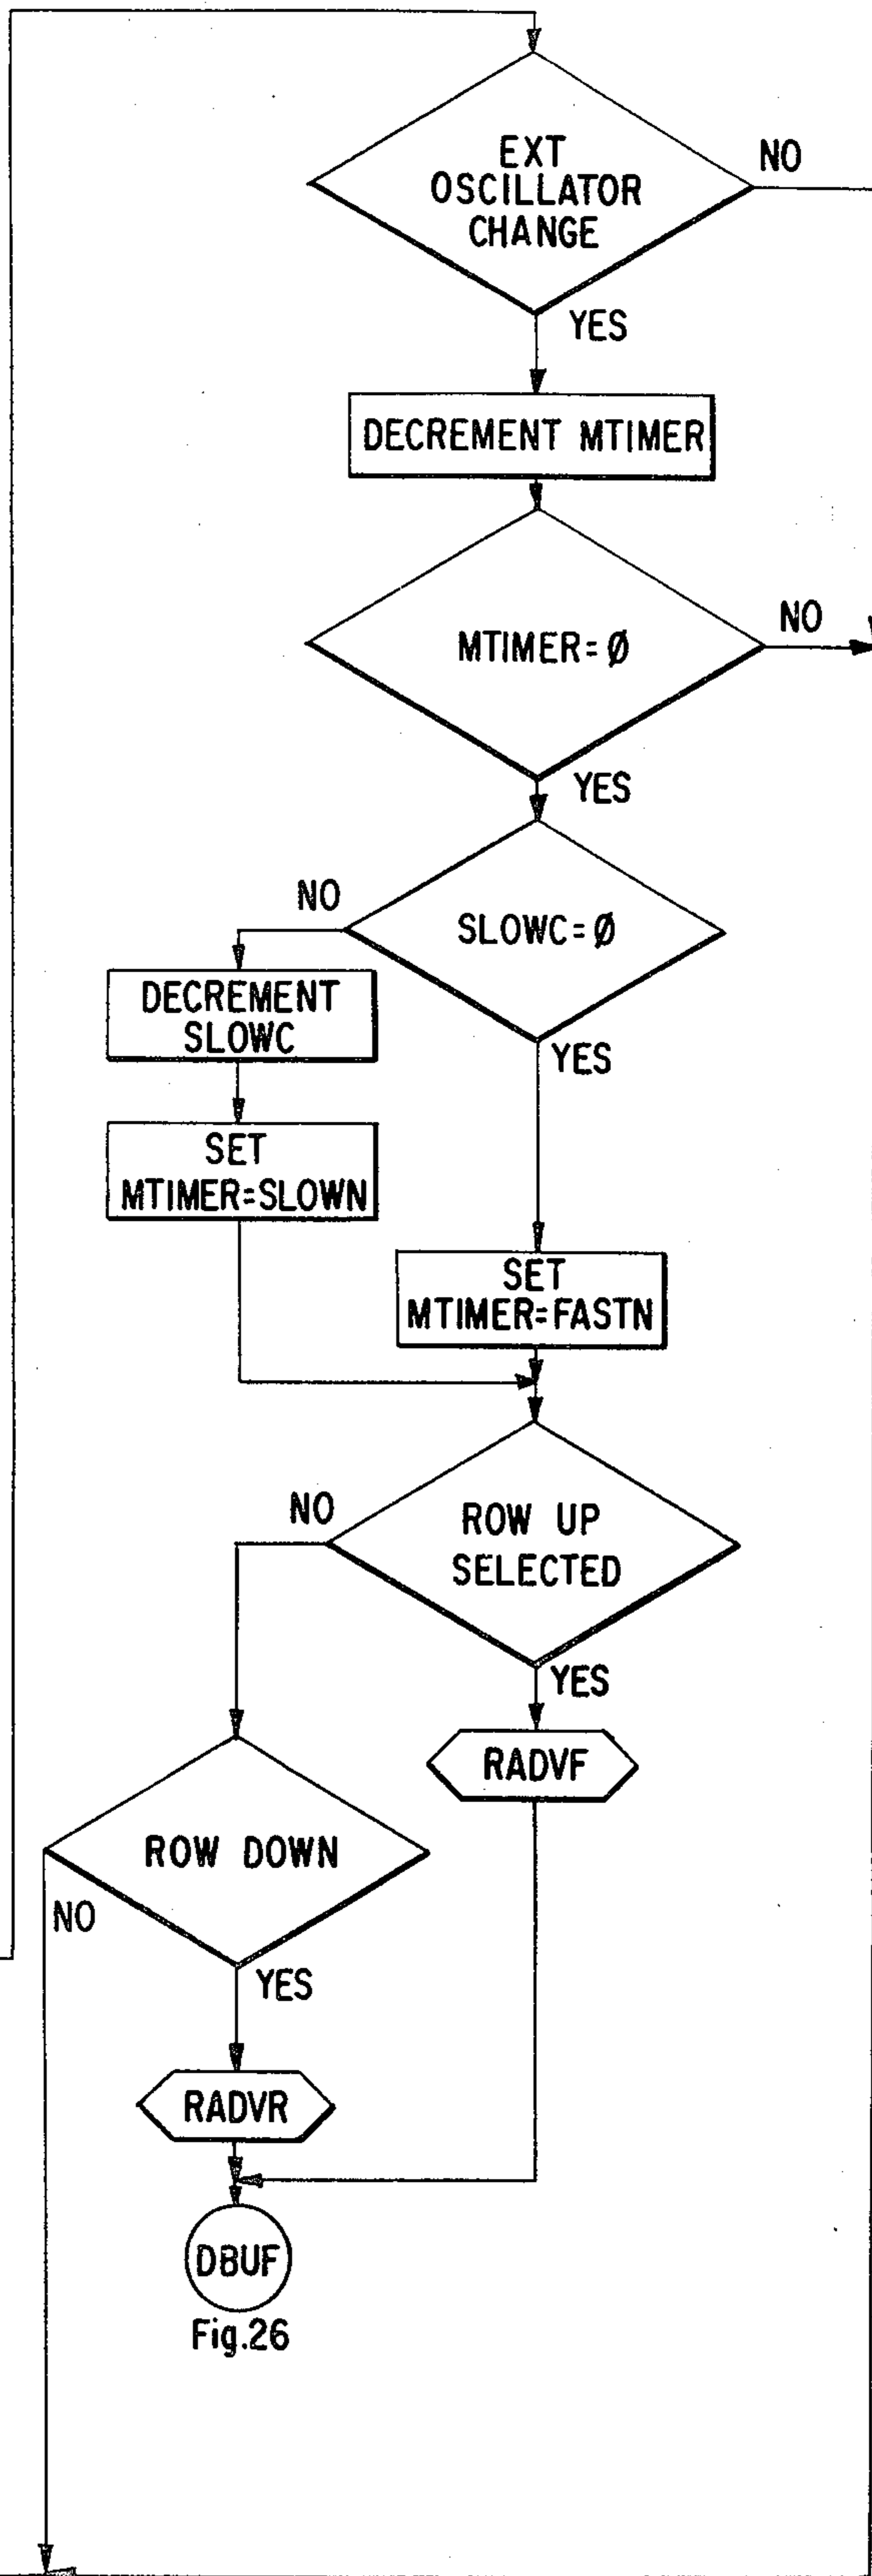 EXT
OSCILLATOR
CHANGE
NO
YES
DECREMENT MTIMER
MTIMER=Ø
NO
YES
SLOWC=Ø
NO
YES
DECREMENT
SLOWC
SET
MTIMER=SLOWN
SET
MTIMER=FASTN
ROW UP
SELECTED
NO
YES
RADVF
ROW DOWN
NO
YES
RADVR
DBUF
Fig.26